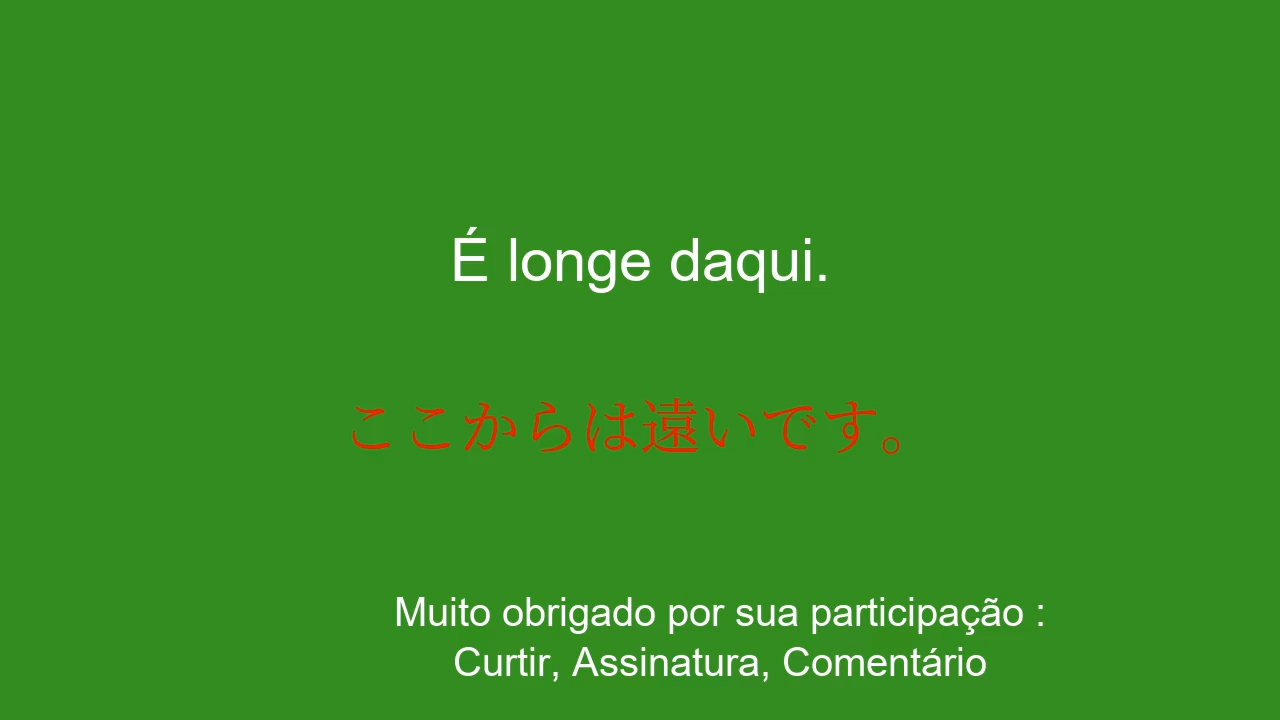 É longe daqui.
ここからは遠いです。
Muito obrigado por sua participação :
Curtir, Assinatura, Comentário